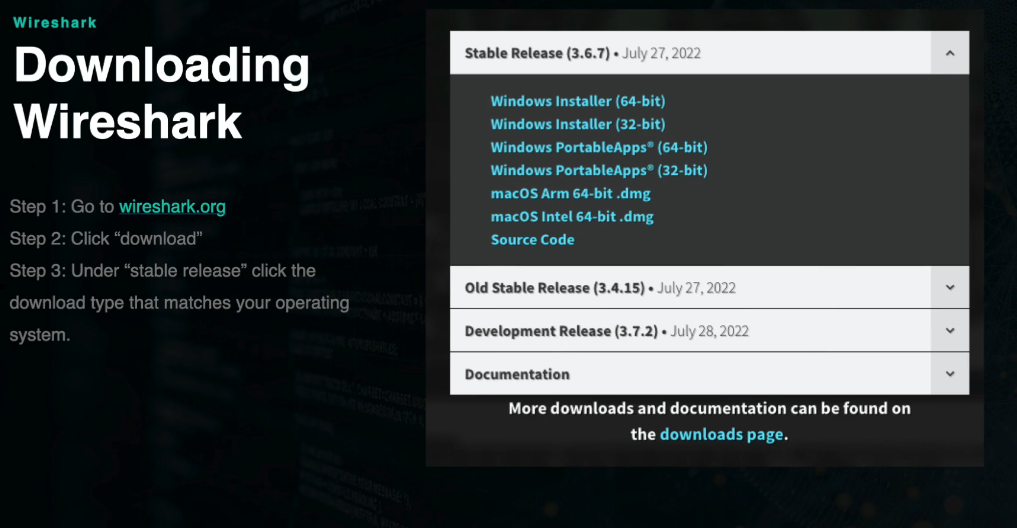 Wireshark
Downloading
Wireshark
Step 1: Go to wireshark.org
Step 2: Click “download”
Step 3: Under “stable release” click the
download type that matches your operating
system.
Stable Release (3.6.7) • July 27, 2022
Windows Installer (64-bit)
Windows Installer (32-bit)
Windows PortableApps® (64-bit)
Windows PortableApps® (32-bit)
macOS Arm 64-bit .dmg
macOS Intel 64-bit .dmg
Source Code
Old Stable Release (3.4.15) • July 27, 2022
Development Release (3.7.2) • July 28, 2022
Documentation
More downloads and documentation can be found on
the downloads page.